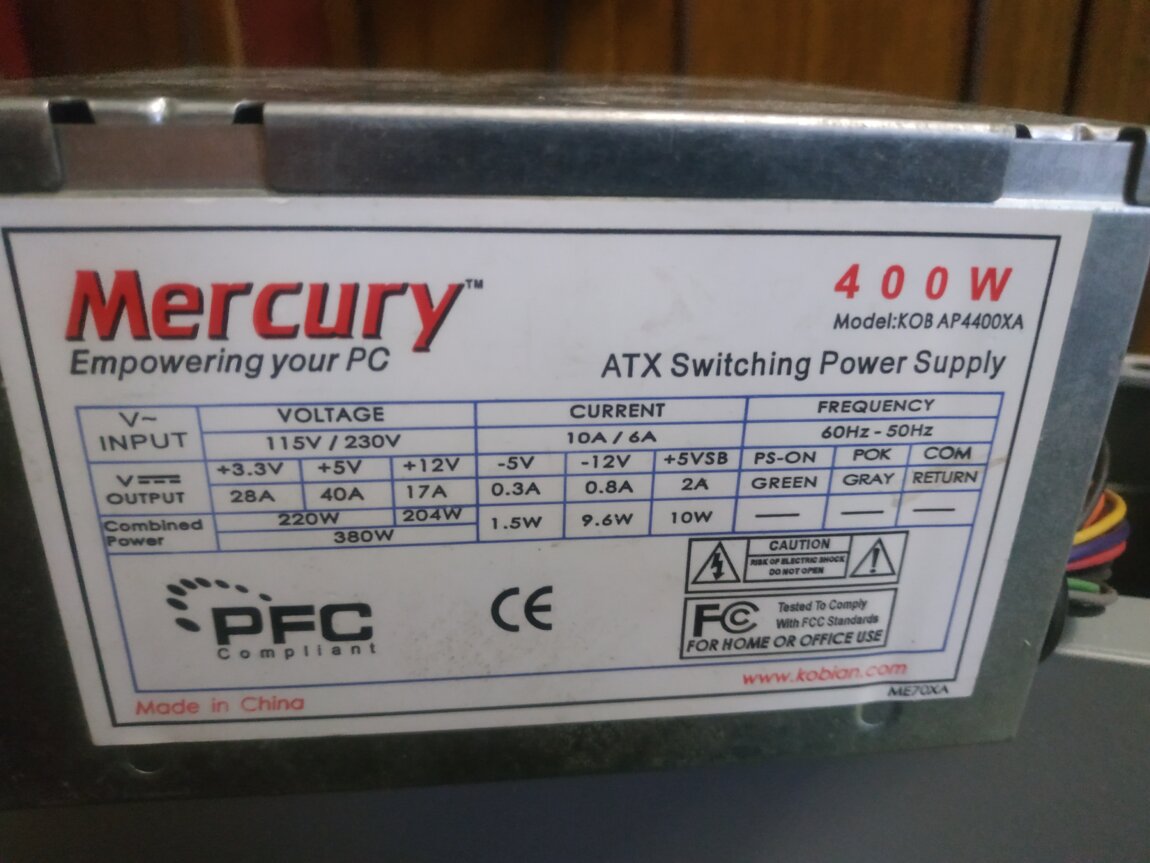 Mercury™
Empowering your PC
400W
Model:KOB AP4400XA
ATX Switching Power Supply
V~ INPUT VOLTAGE CURRENT FREQUENCY
115V / 230V 10A / 6A 60Hz - 50Hz
V⎓ OUTPUT +3.3V +5V +12V -5V -12V +5VSB PS-ON POK COM
28A 40A 17A 0.3A 0.8A 2A GREEN GRAY RETURN
Combined Power 220W 204W 1.5W 9.6W 10W — — —
380W
CAUTION
RISK OF ELECTRIC SHOCK
DO NOT OPEN
PFC
Compliant
CE
FC Tested To Comply
With FCC Standards
FOR HOME OR OFFICE USE
www.kobian.com
ME70XA
Made in China